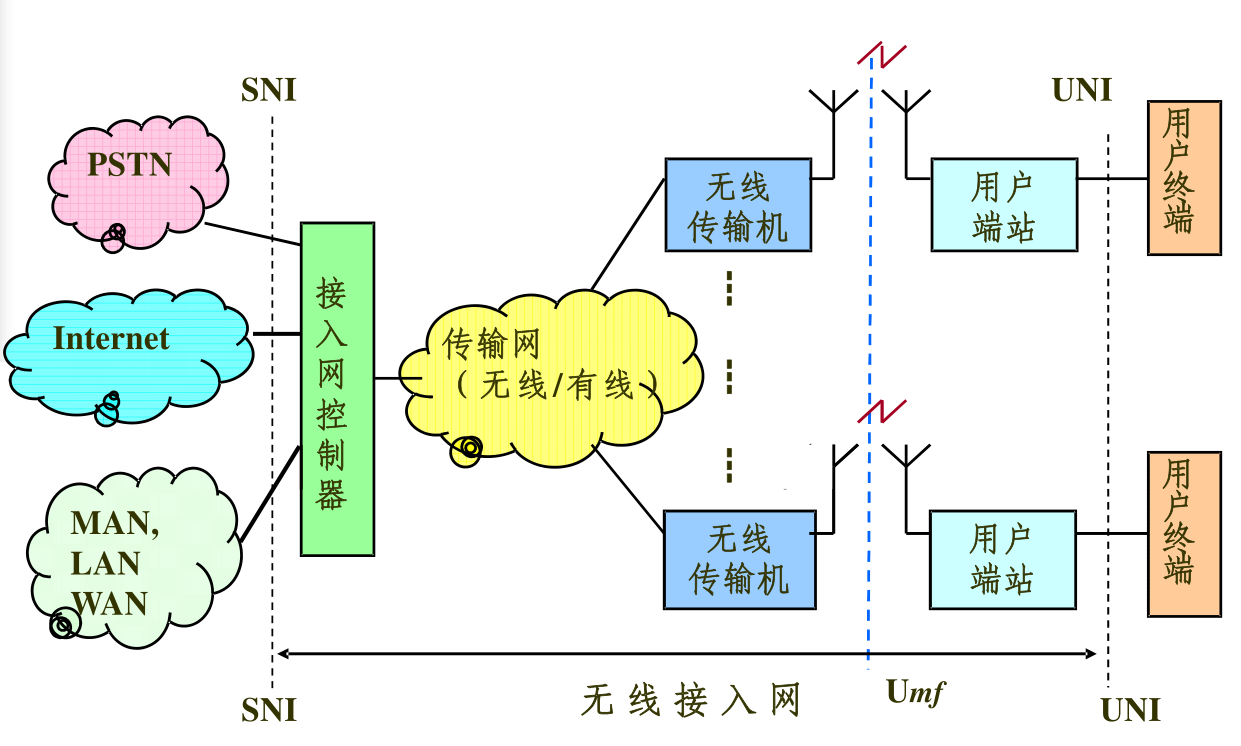 SNI
UNI
PSTN
Internet
MAN,
LAN
WAN
接入网控制器
传输网
（无线/有线）
无线
传输机
用户
端站
用户终端
无线
传输机
用户
端站
用户终端
无线接入网
Umf
SNI
UNI